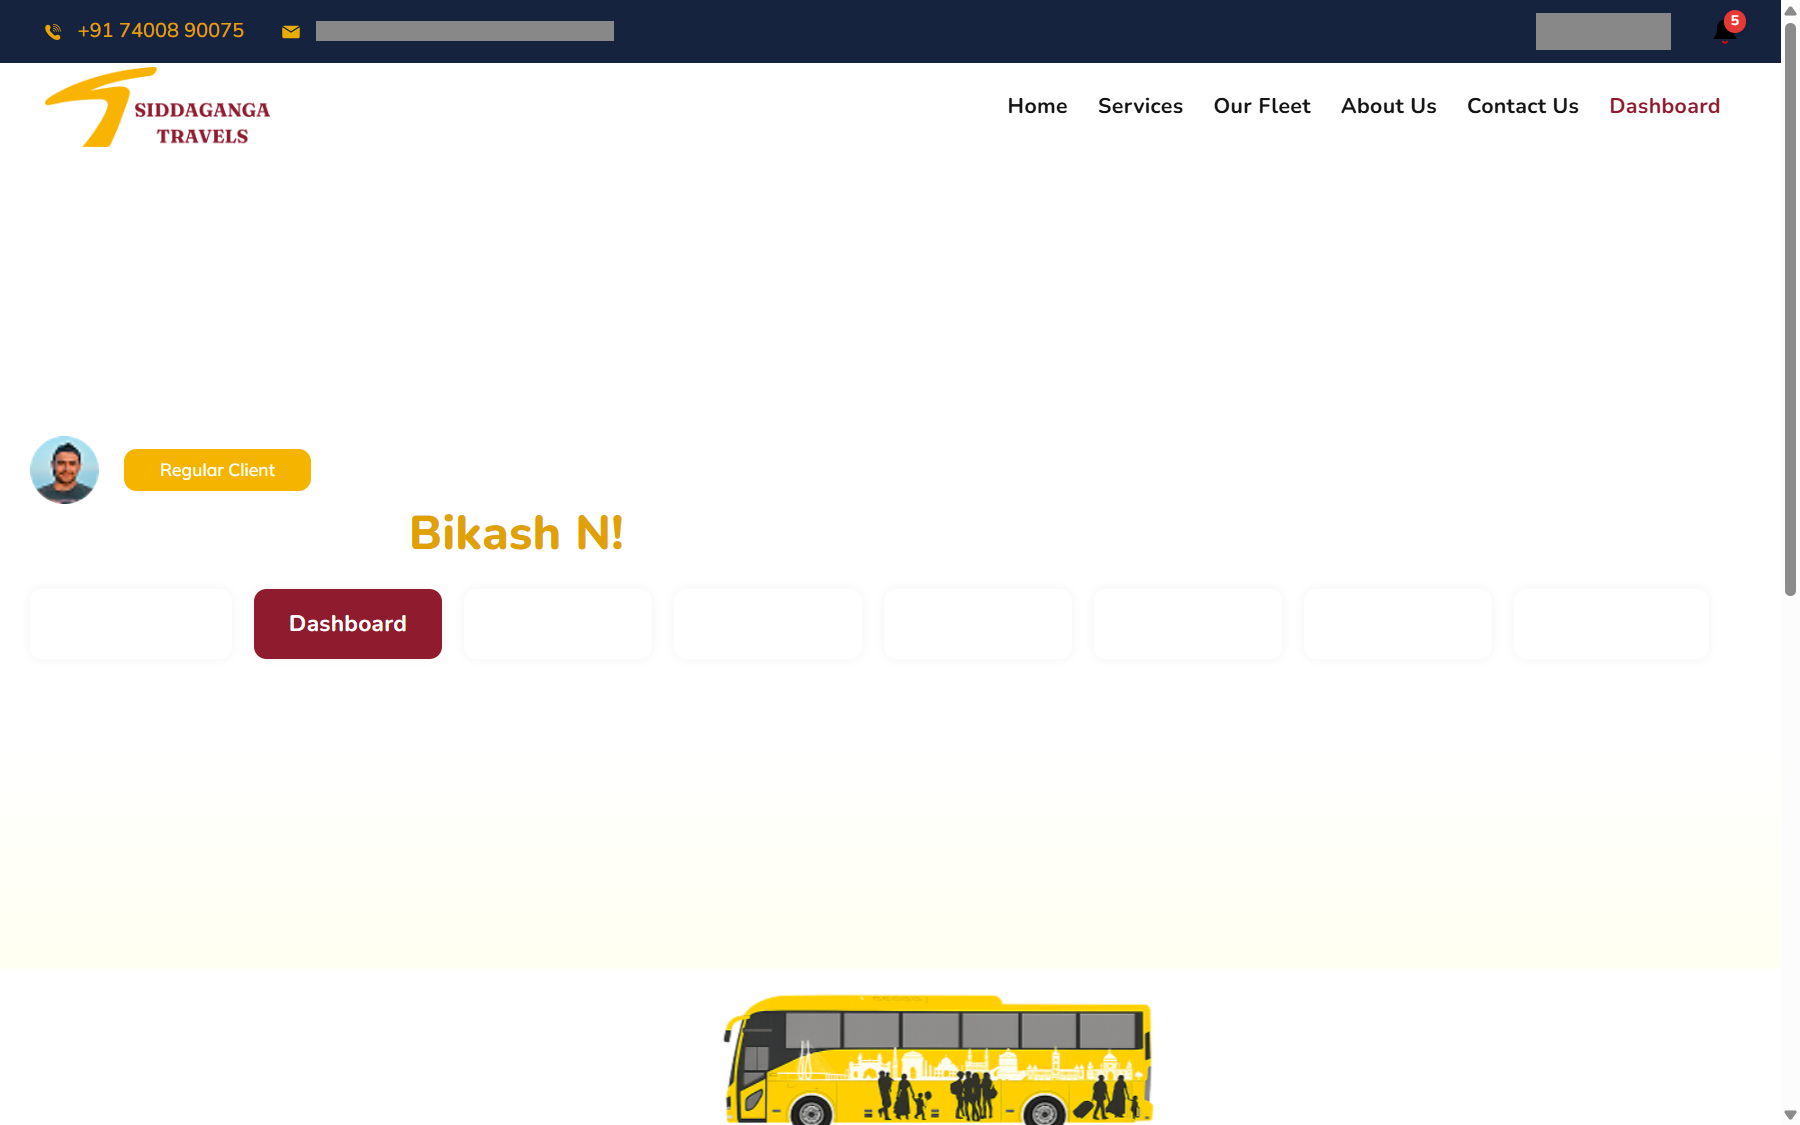 +91 74008 90075
5
SIDDAGANGA
TRAVELS
Home Services Our Fleet About Us Contact Us Dashboard
Regular Client
Bikash N!
Dashboard